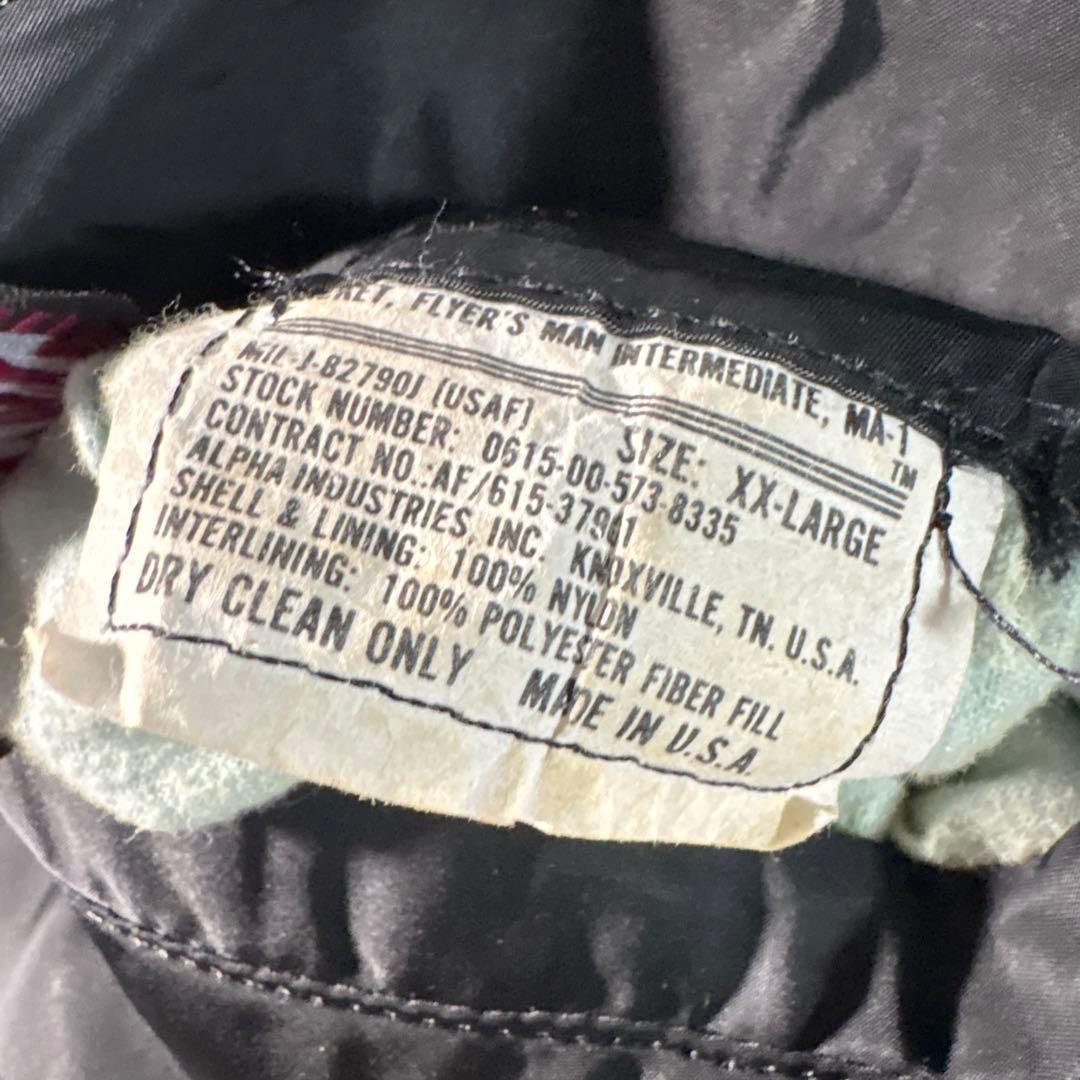 KET, FLYER'S MAN INTERMEDIATE, MA-1
TM
MIL-J-82790J (USAF)
SIZE: XX-LARGE
STOCK NUMBER: 0615-00-573-8335
CONTRACT NO.: AF/615-37901
ALPHA INDUSTRIES, INC. KNOXVILLE, TN. U.S.A.
SHELL & LINING: 100% NYLON
INTERLINING: 100% POLYESTER FIBER FILL
DRY CLEAN ONLY MADE IN U.S.A.